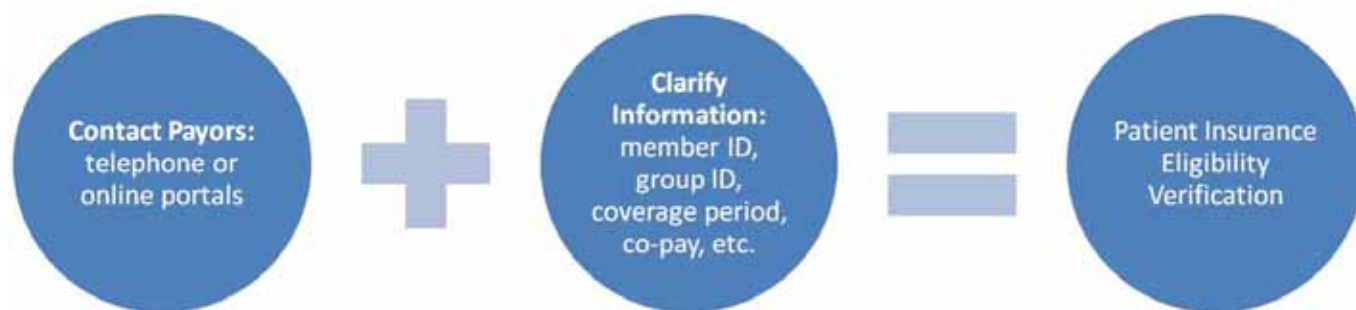 Contact Payors:
telephone or
online portals
Clarify
Information:
member ID,
group ID,
coverage period,
co-pay, etc.
Patient Insurance
Eligibility
Verification